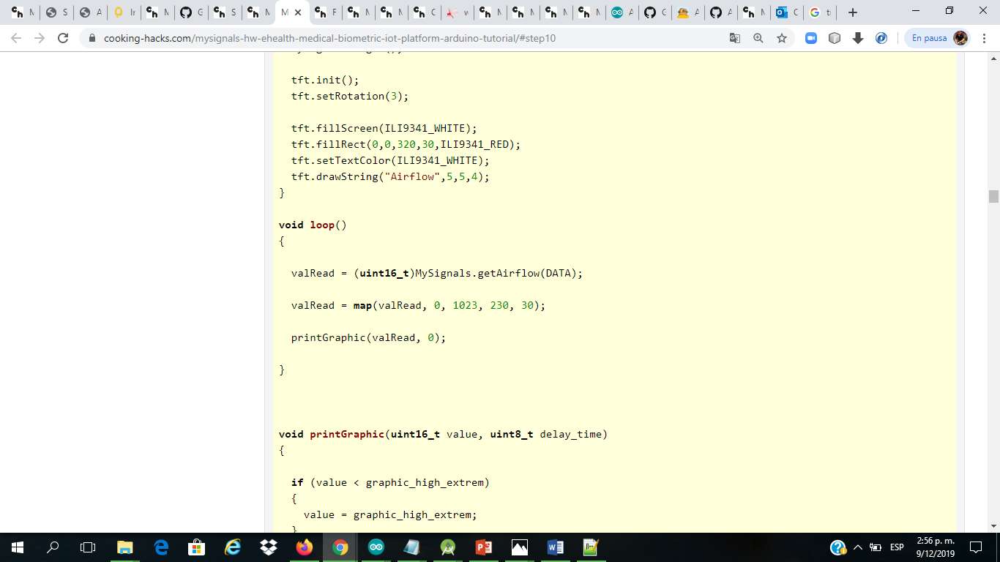 M
S
A
In
M
G
S
M
M
F
M
M
C
w
M
M
M
M
A
C
A
A
M
C
tr
cooking-hacks.com/mysignals-hw-ehealth-medical-biometric-iot-platform-arduino-tutorial/#step10
En pausa
tft.init();
tft.setRotation(3);
tft.fillScreen(ILI9341_WHITE);
tft.fillRect(0,0,320,30,ILI9341_RED);
tft.setTextColor(ILI9341_WHITE);
tft.drawString("Airflow",5,5,4);
}
void loop()
{
valRead = (uint16_t)MySignals.getAirflow(DATA);
valRead = map(valRead, 0, 1023, 230, 30);
printGraphic(valRead, 0);
}
void printGraphic(uint16_t value, uint8_t delay_time)
{
if (value < graphic_high_extrem)
{
value = graphic_high_extrem;
}
ESP
2:56 p. m.
9/12/2019